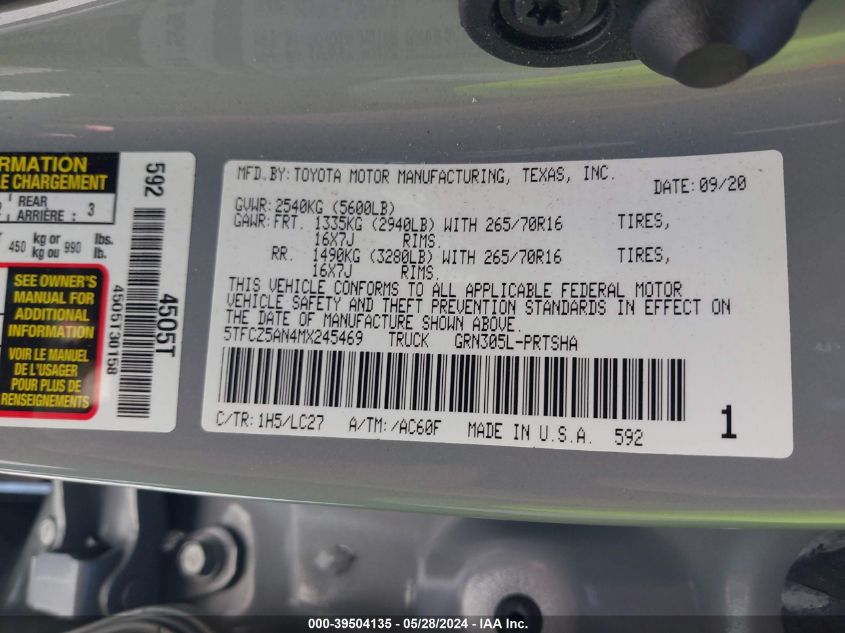 RMATION
E CHARGEMENT
REAR
ARRIÈRE : 3
450 kg or 990 lbs.
kg ou lb.
SEE OWNER'S
MANUAL FOR
ADDITIONAL
INFORMATION
VOIR LE MANUEL
DE L'USAGER
POUR PLUS DE
RENSEIGNEMENTS
592
4505T
4505T30158
MFD.BY: TOYOTA MOTOR MANUFACTURING, TEXAS, INC.
DATE: 09/20
GVWR: 2540KG (5600LB)
GAWR: FRT. 1335KG (2940LB) WITH 265/70R16 TIRES,
16X7J RIMS.
RR. 1490KG (3280LB) WITH 265/70R16 TIRES,
16X7J RIMS.
THIS VEHICLE CONFORMS TO ALL APPLICABLE FEDERAL MOTOR
VEHICLE SAFETY AND THEFT PREVENTION STANDARDS IN EFFECT ON
THE DATE OF MANUFACTURE SHOWN ABOVE.
5TFCZ5AN4MX245469 TRUCK GRN305L-PRTSHA
C/TR: 1H5/LC27 A/TM: /AC60F MADE IN U.S.A. 592 1
000-39504135 - 05/28/2024 - IAA Inc.